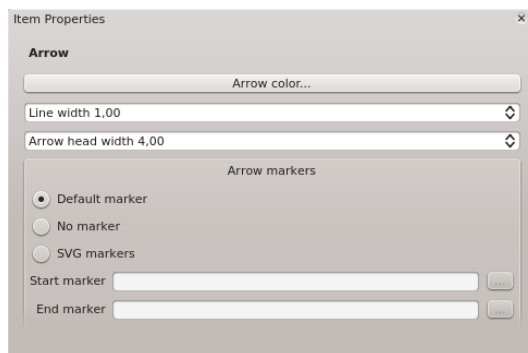 Item Properties
Arrow
Arrow color...
Line width 1,00
Arrow head width 4,00
Arrow markers
Default marker
No marker
SVG markers
Start marker ...
End marker ...